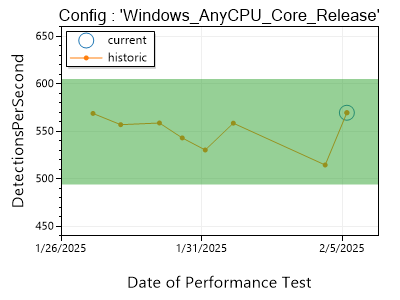 Config : 'Windows_AnyCPU_Core_Release'
current
historic
650
600
550
500
450
DetectionsPerSecond
1/26/2025
1/31/2025
2/5/2025
Date of Performance Test